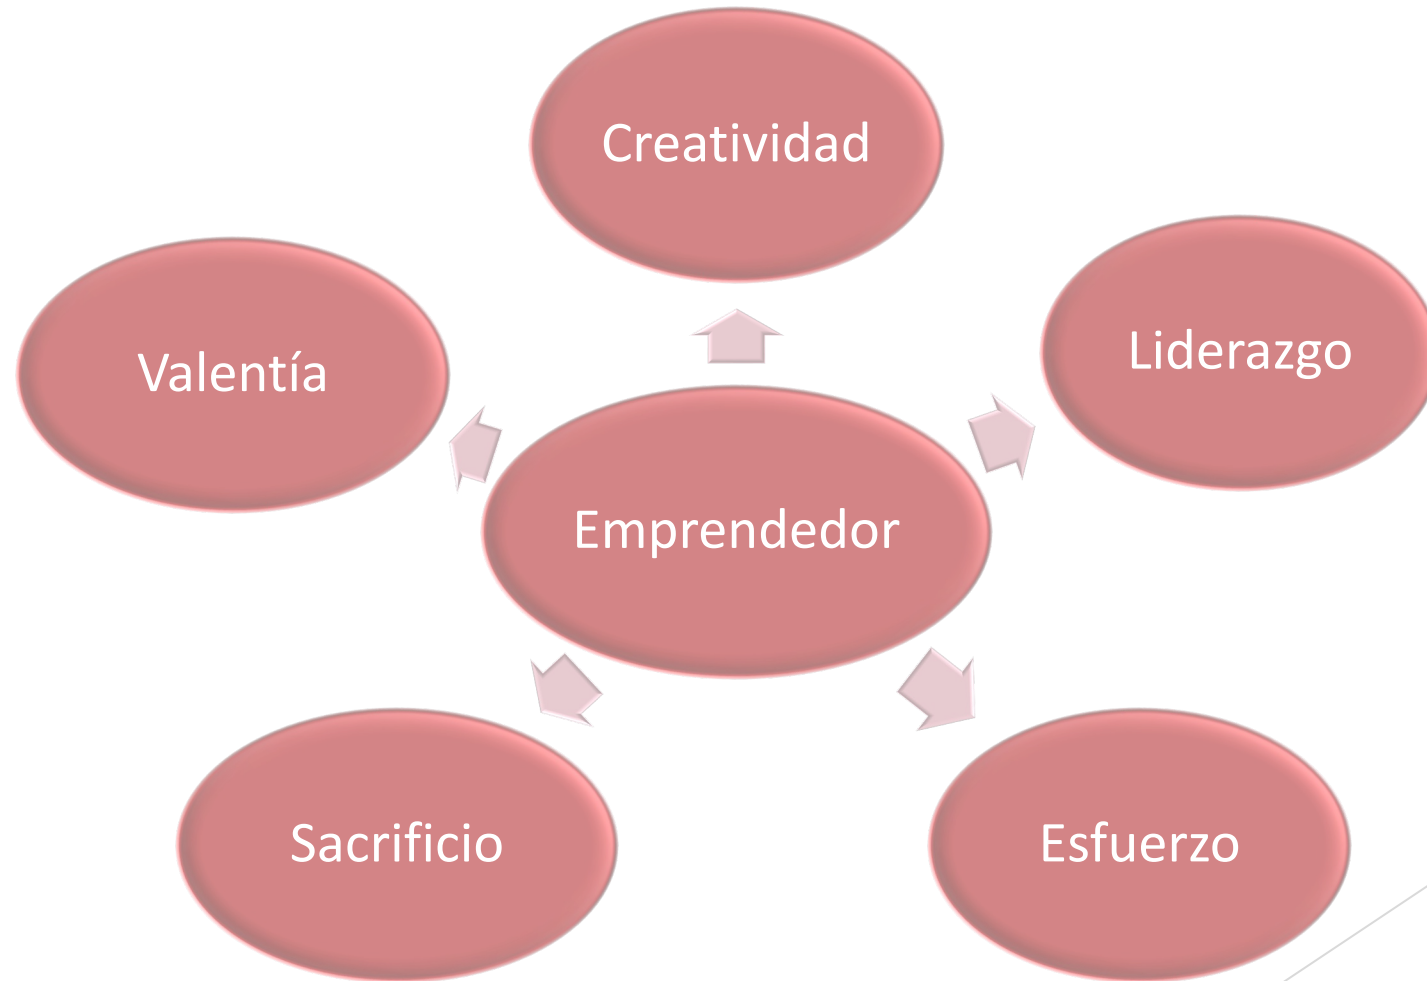 Creatividad
Valentía
Liderazgo
Emprendedor
Sacrificio
Esfuerzo